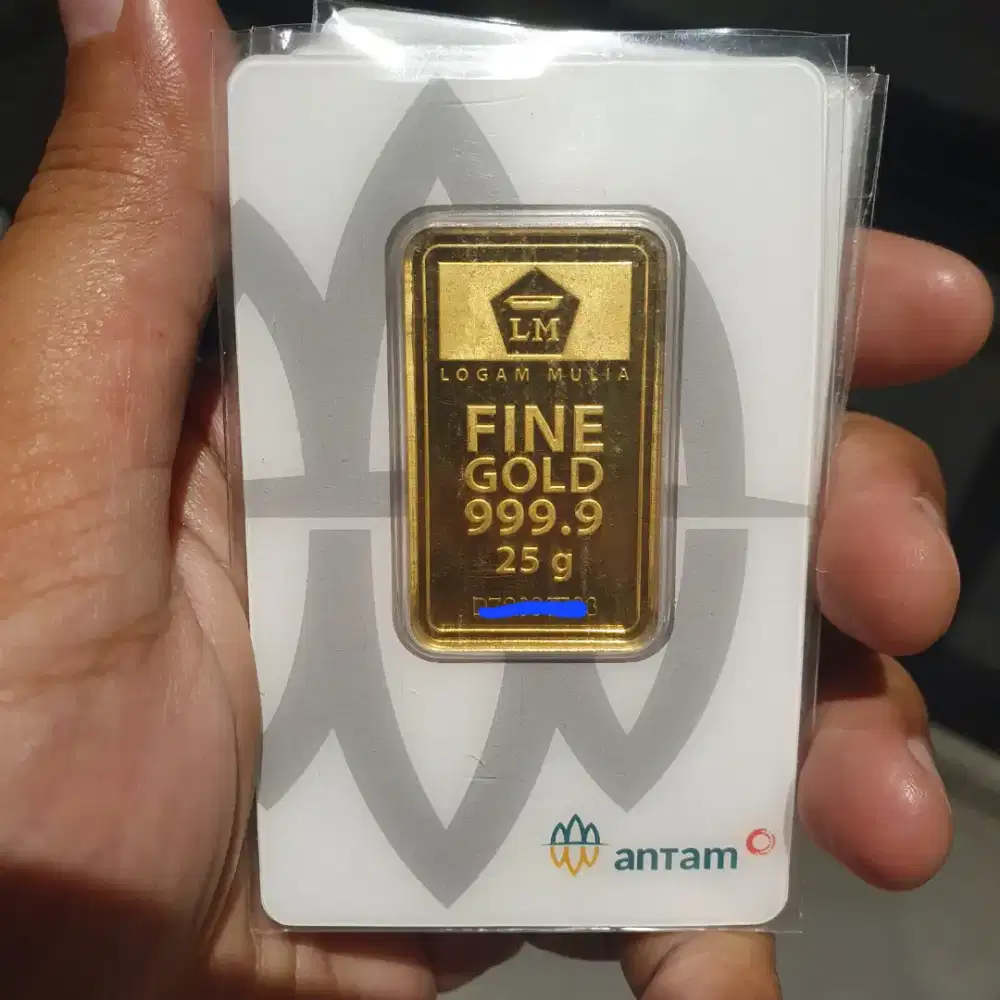 LM
LOGAM MULIA
FINE
GOLD
999.9
25 g
antam